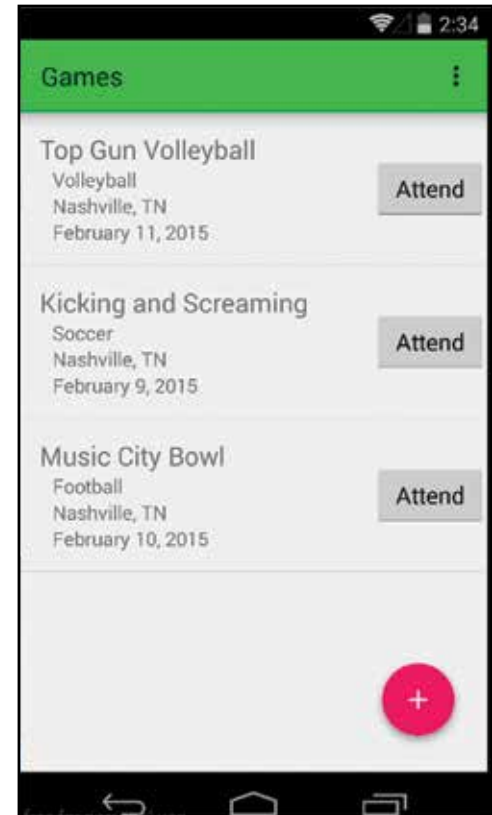 2:34
Games
Top Gun Volleyball
Volleyball
Nashville, TN
February 11, 2015
Attend
Kicking and Screaming
Soccer
Nashville, TN
February 9, 2015
Attend
Music City Bowl
Football
Nashville, TN
February 10, 2015
Attend
+